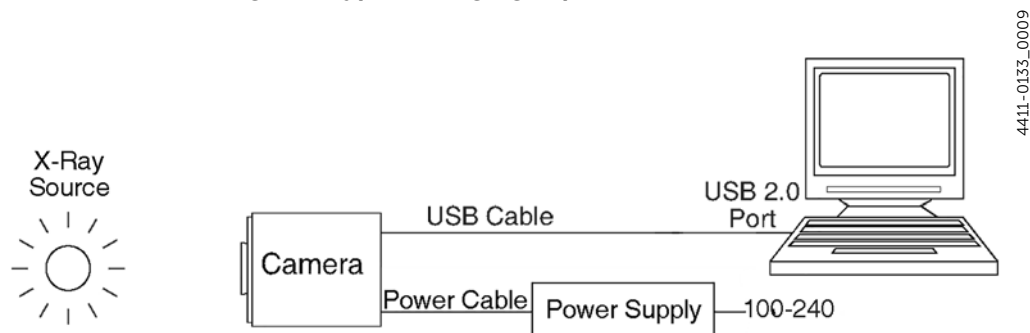 4411-0133_0009
X-Ray
Source
USB 2.0
Port
USB Cable
Camera
Power Cable
Power Supply
100-240